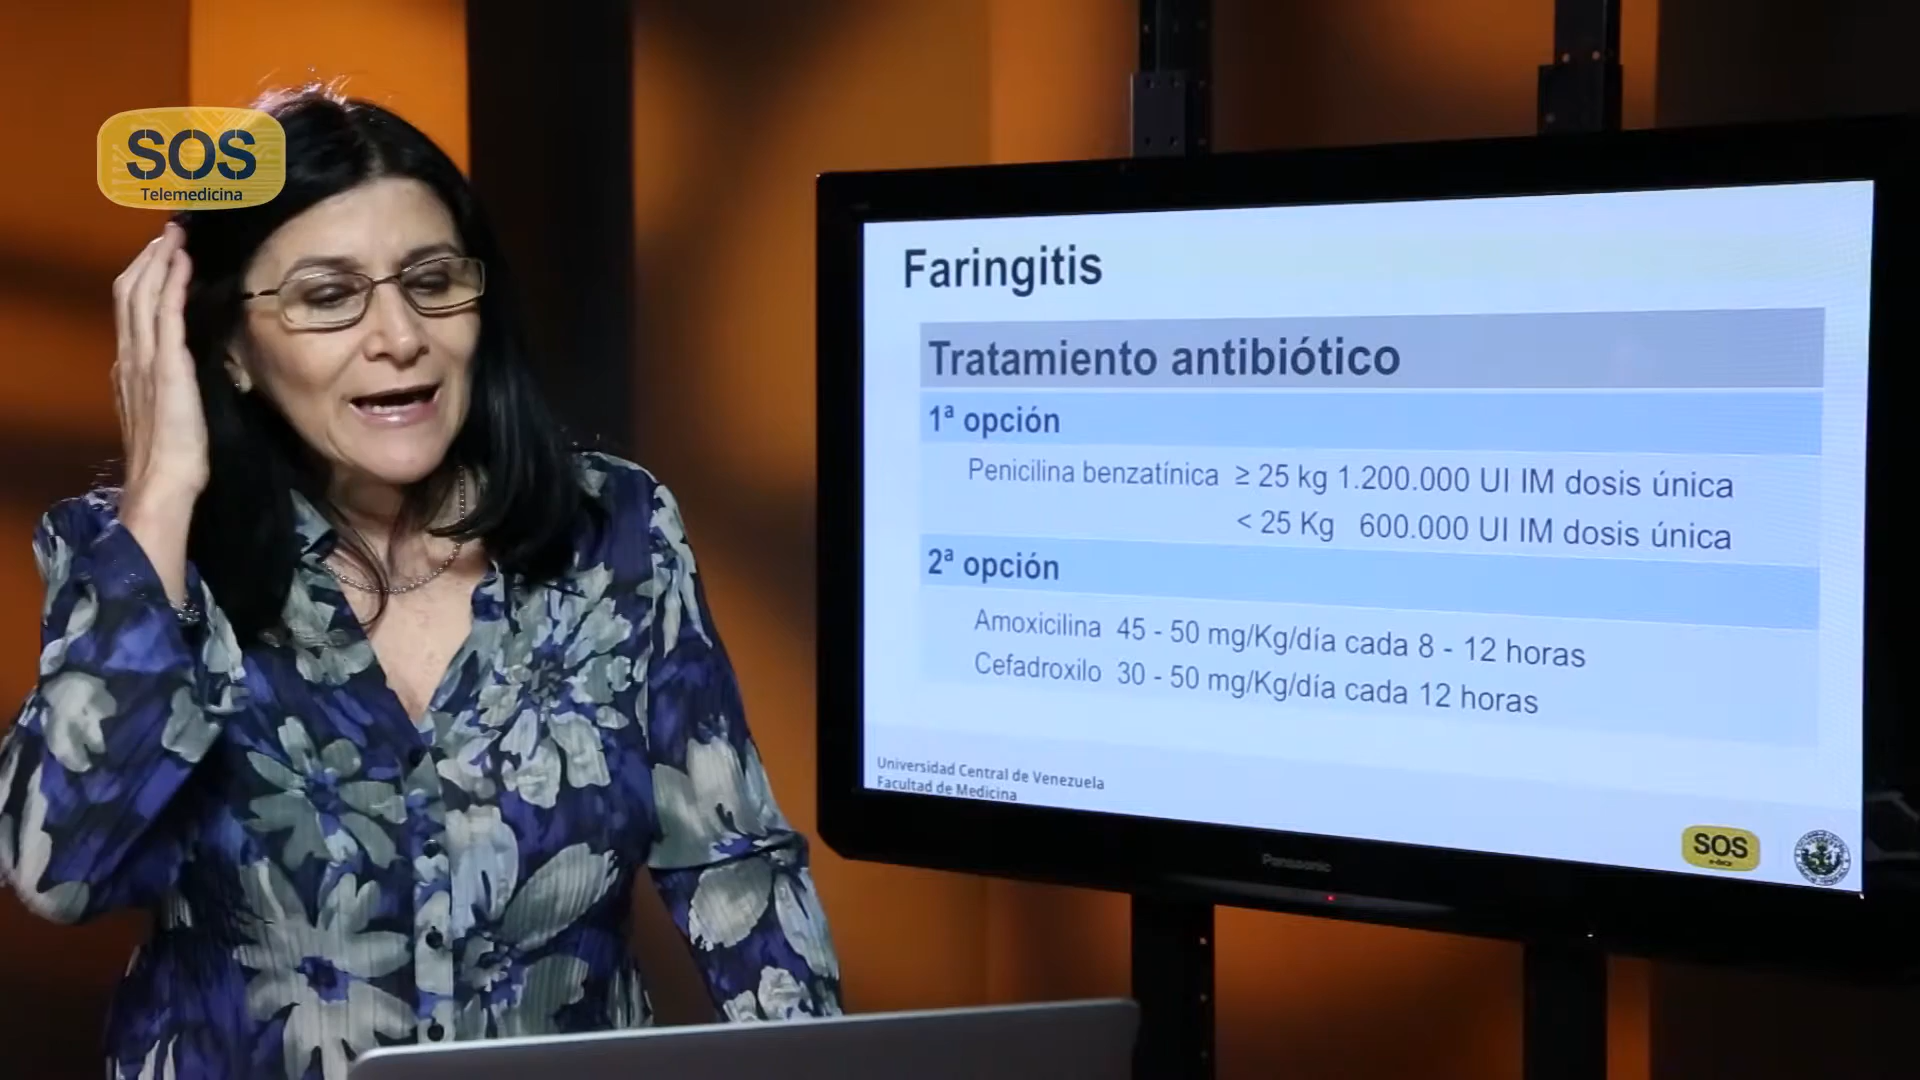 SOS
Telemedicina
Faringitis
Tratamiento antibiótico
1ª opción
Penicilina benzatínica ≥ 25 kg 1.200.000 UI IM dosis única
< 25 Kg 600.000 UI IM dosis única
2ª opción
Amoxicilina 45 - 50 mg/Kg/día cada 8 - 12 horas
Cefadroxilo 30 - 50 mg/Kg/día cada 12 horas
Universidad Central de Venezuela
Facultad de Medicina
SOS
Panasonic